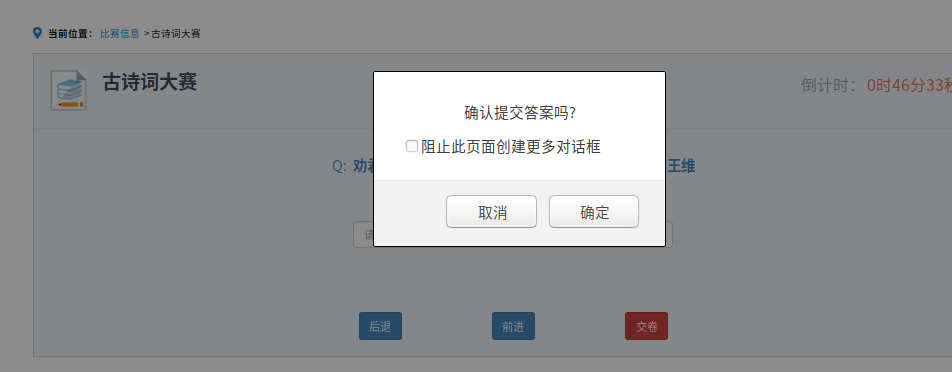 当前位置： 比赛信息 >古诗词大赛
古诗词大赛
倒计时： 0时46分33秒
确认提交答案吗?
阻止此页面创建更多对话框
Q: 劝君
王维
取消 确定
后退 前进 交卷